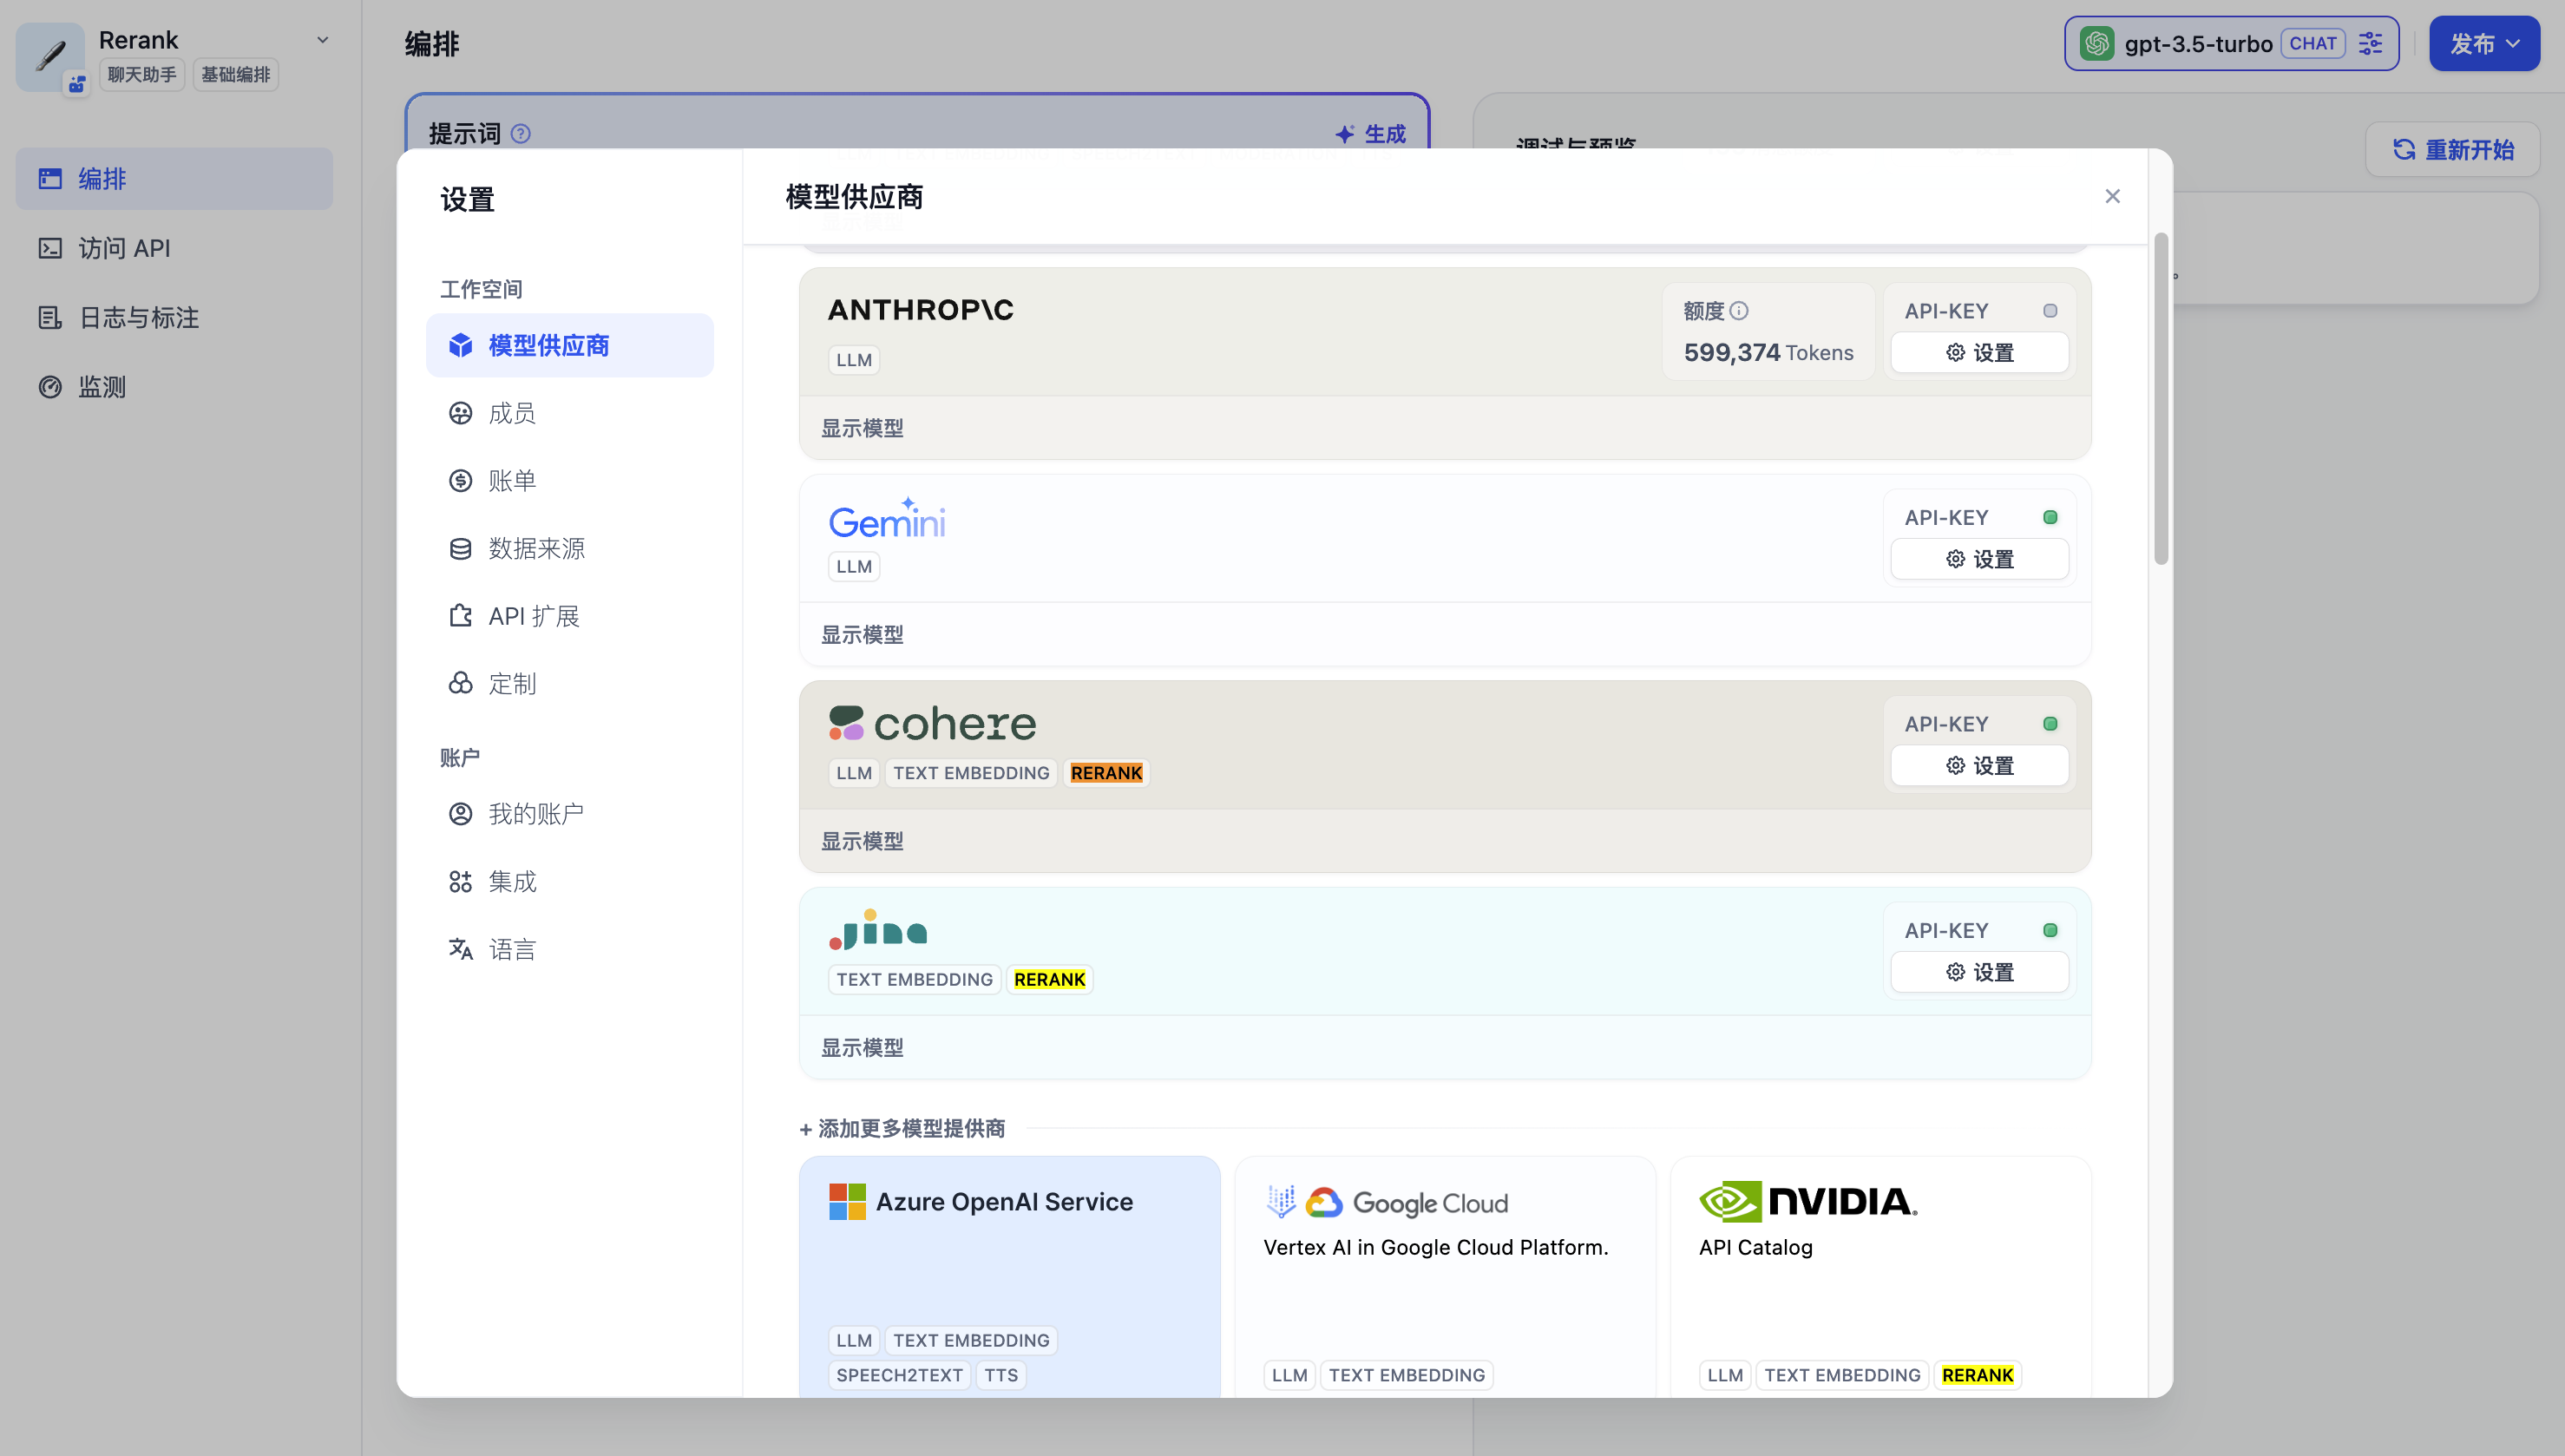 Rerank
聊天助手 基础编排
编排
访问 API
日志与标注
监测
编排
gpt-3.5-turbo CHAT
发布
提示词
生成
调试与预览
重新开始
设置
工作空间
模型供应商
成员
账单
数据来源
API 扩展
定制
账户
我的账户
集成
语言
模型供应商
ANTHROP\C
LLM
额度
599,374 Tokens
API-KEY
设置
显示模型
Gemini
LLM
API-KEY
设置
显示模型
cohere
LLM TEXT EMBEDDING RERANK
API-KEY
设置
显示模型
Jina
TEXT EMBEDDING RERANK
API-KEY
设置
显示模型
+ 添加更多模型提供商
Azure OpenAI Service
LLM TEXT EMBEDDING
SPEECH2TEXT TTS
Google Cloud
Vertex AI in Google Cloud Platform.
LLM TEXT EMBEDDING
NVIDIA.
API Catalog
LLM TEXT EMBEDDING RERANK